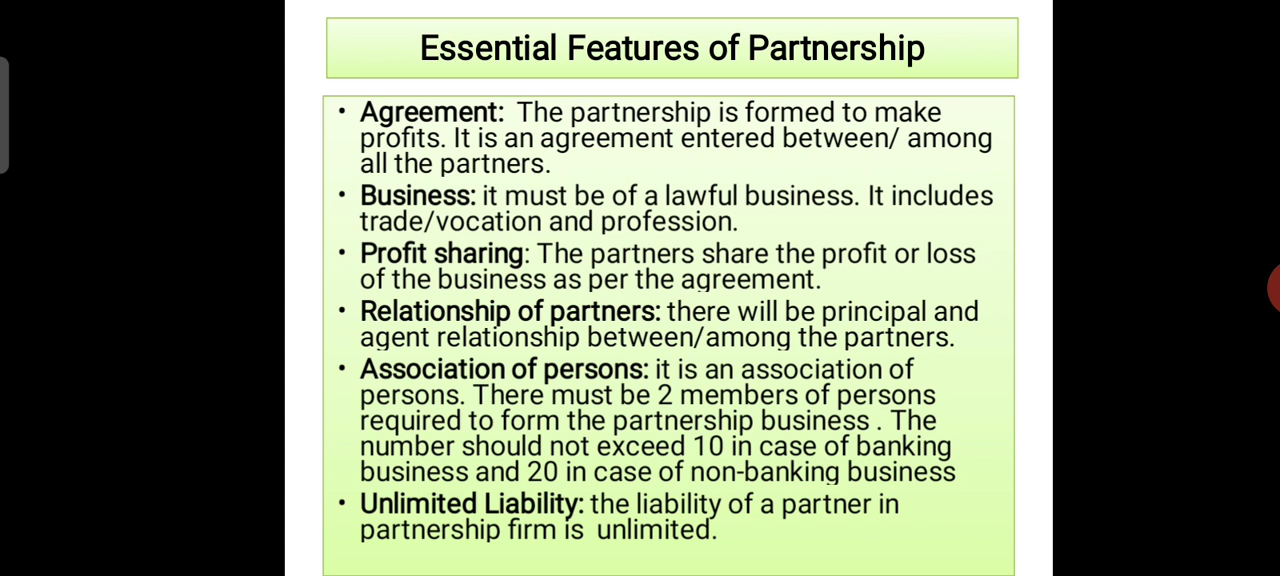 Essential Features of Partnership
• Agreement: The partnership is formed to make
profits. It is an agreement entered between/ among
all the partners.
• Business: it must be of a lawful business. It includes
trade/vocation and profession.
• Profit sharing: The partners share the profit or loss
of the business as per the agreement.
• Relationship of partners: there will be principal and
agent relationship between/among the partners.
• Association of persons: it is an association of
persons. There must be 2 members of persons
required to form the partnership business . The
number should not exceed 10 in case of banking
business and 20 in case of non-banking business
• Unlimited Liability: the liability of a partner in
partnership firm is unlimited.